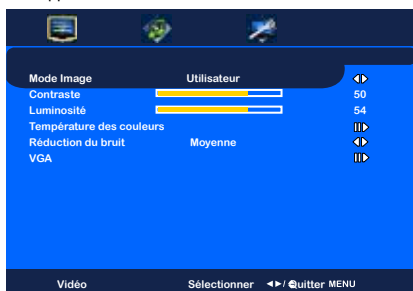 Mode Image Utilisateur
Contraste 50
Luminosité 54
Température des couleurs
Réduction du bruit Moyenne
VGA
Vidéo Sélectionner ◄►/ Quitter MENU